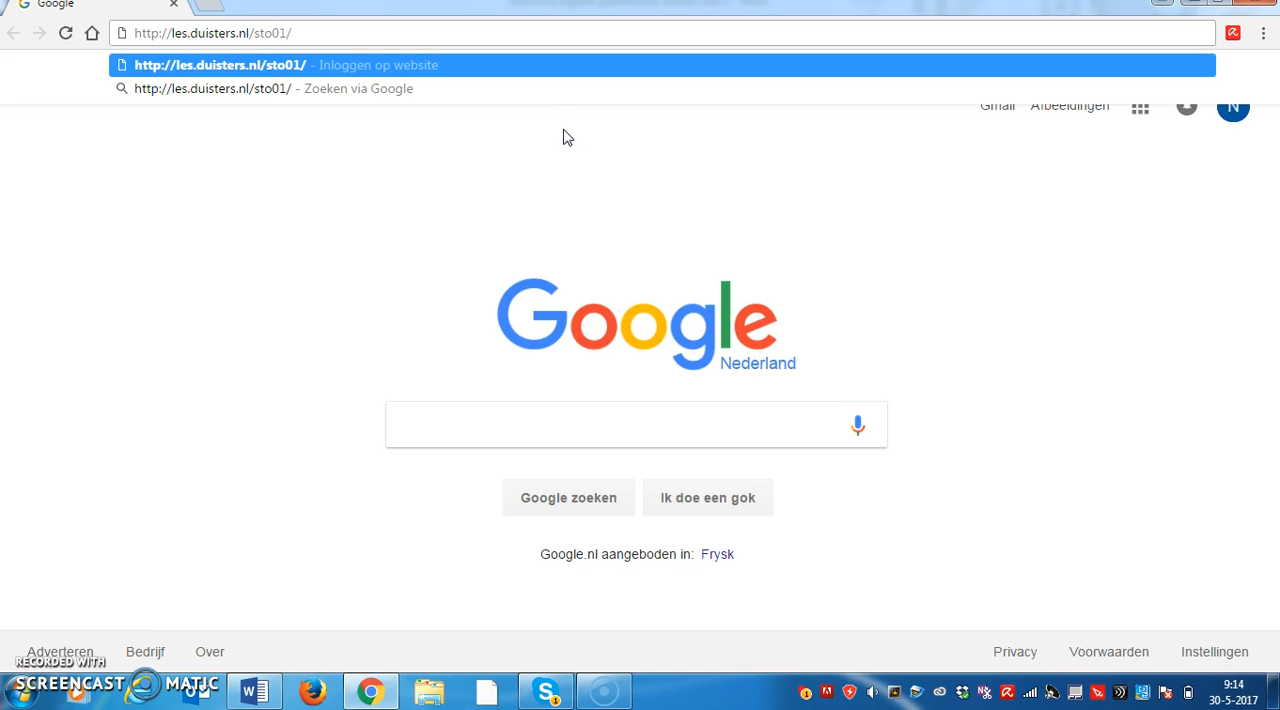 Google
http://les.duisters.nl/sto01/
http://les.duisters.nl/sto01/ - Inloggen op website
http://les.duisters.nl/sto01/ - Zoeken via Google
Gmail Afbeeldingen N
Google
Nederland
Google zoeken Ik doe een gok
Google.nl aangeboden in: Frysk
Adverteren Bedrijf Over Privacy Voorwaarden Instellingen
RECORDED WITH
SCREENCAST MATIC
9:14
30-5-2017